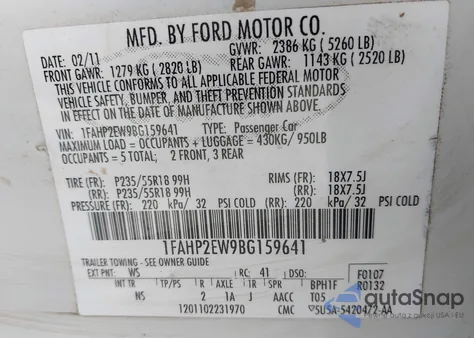 MFD. BY FORD MOTOR CO.
DATE: 02/11 GVWR: 2386 KG (5260 LB)
FRONT GAWR: 1279 KG (2820 LB) REAR GAWR: 1143 KG (2520 LB)
THIS VEHICLE CONFORMS TO ALL APPLICABLE FEDERAL MOTOR
VEHICLE SAFETY, BUMPER, AND THEFT PREVENTION STANDARDS
IN EFFECT ON THE DATE OF MANUFACTURE SHOWN ABOVE.
VIN: 1FAHP2EW9BG159641 TYPE: Passenger Car
MAXIMUM LOAD = OCCUPANTS + LUGGAGE = 430KG/ 950LB
OCCUPANTS = 5 TOTAL; 2 FRONT, 3 REAR
TIRE (FR): P235/55R18 99H RIMS (FR): 18X7.5J
(RR): P235/55R18 99H (RR): 18X7.5J
PRESSURE (FR): 220 kPa/ 32 PSI COLD (RR): 220 kPa/ 32 PSI COLD
1FAHP2EW9BG159641
TRAILER TOWING - SEE OWNER GUIDE
EXT PNT: WS RC: 41 DSO: F0107
INT TR TP/PS R AXLE TR SPR BPH1F R0132
NS 2 1A J AACC T05
1201102231970 CMC 5U5A-5420472-AA
autoSnap